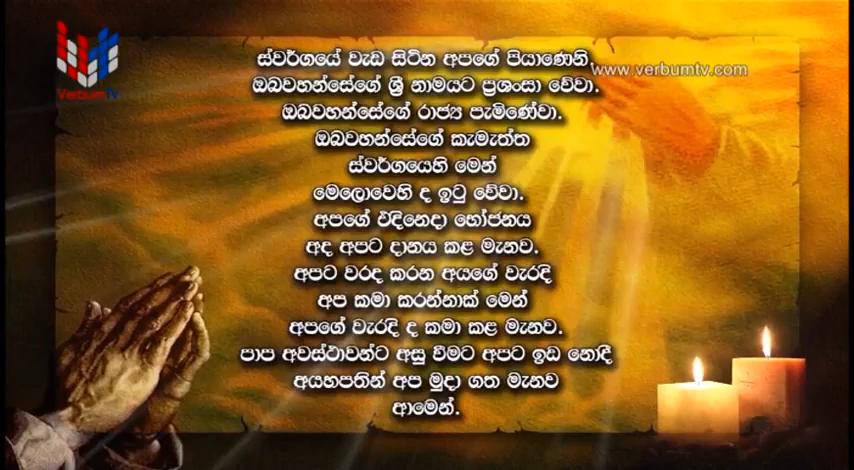 VerbumTV
www.verbumtv.com
ස්වර්ගයේ වැඩ සිටින අපගේ පියාණෙනි,
ඔබවහන්සේගේ ශ්‍රී නාමයට ප්‍රශංසා වේවා.
ඔබවහන්සේගේ රාජ්‍ය පැමිණේවා.
ඔබවහන්සේගේ කැමැත්ත
ස්වර්ගයෙහි මෙන්
මෙලොවෙහි ද ඉටු වේවා.
අපගේ එදිනෙදා භෝජනය
අද අපට දානය කළ මැනව.
අපට වරද කරන අයගේ වැරදි
අප කමා කරන්නාක් මෙන්
අපගේ වැරදි ද කමා කළ මැනව.
පාප අවස්ථාවන්ට අසු වීමට අපට ඉඩ නොදී
අයහපතින් අප මුදා ගත මැනව
ආමෙන්.